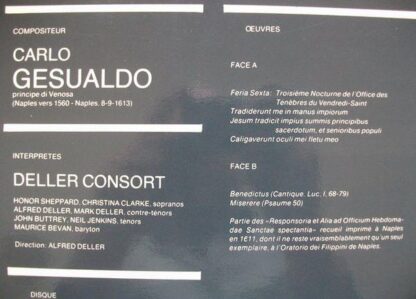 COMPOSITEUR
CARLO
GESUALDO
principe di Venosa
(Naples vers 1560 - Naples, 8-9-1613)
INTERPRETES
DELLER CONSORT
HONOR SHEPPARD, CHRISTINA CLARKE, sopranos
ALFRED DELLER, MARK DELLER, contre-ténors
JOHN BUTTREY, NEIL JENKINS, ténors
MAURICE BEVAN, baryton
Direction: ALFRED DELLER
DISQUE
ŒUVRES
FACE A
Feria Sexta: Troisième Nocturne de l'Office des
Ténèbres du Vendredi-Saint
Tradiderunt me in manus impiorum
Jesum tradicit impius summis principibus
sacerdotum, et senioribus populi
Caligaverunt oculi mei fletu meo
FACE B
Benedictus (Cantique. Luc, I, 68-79)
Miserere (Psaume 50)
Partie des «Responsoria et Alia ad Officium Hebdoma-
dae Sanctae spectantia» recueil imprimé à Naples
en 1611, dont il ne reste vraisemblablement qu'un seul
exemplaire, à l'Oratorio dei Filippini de Naples.